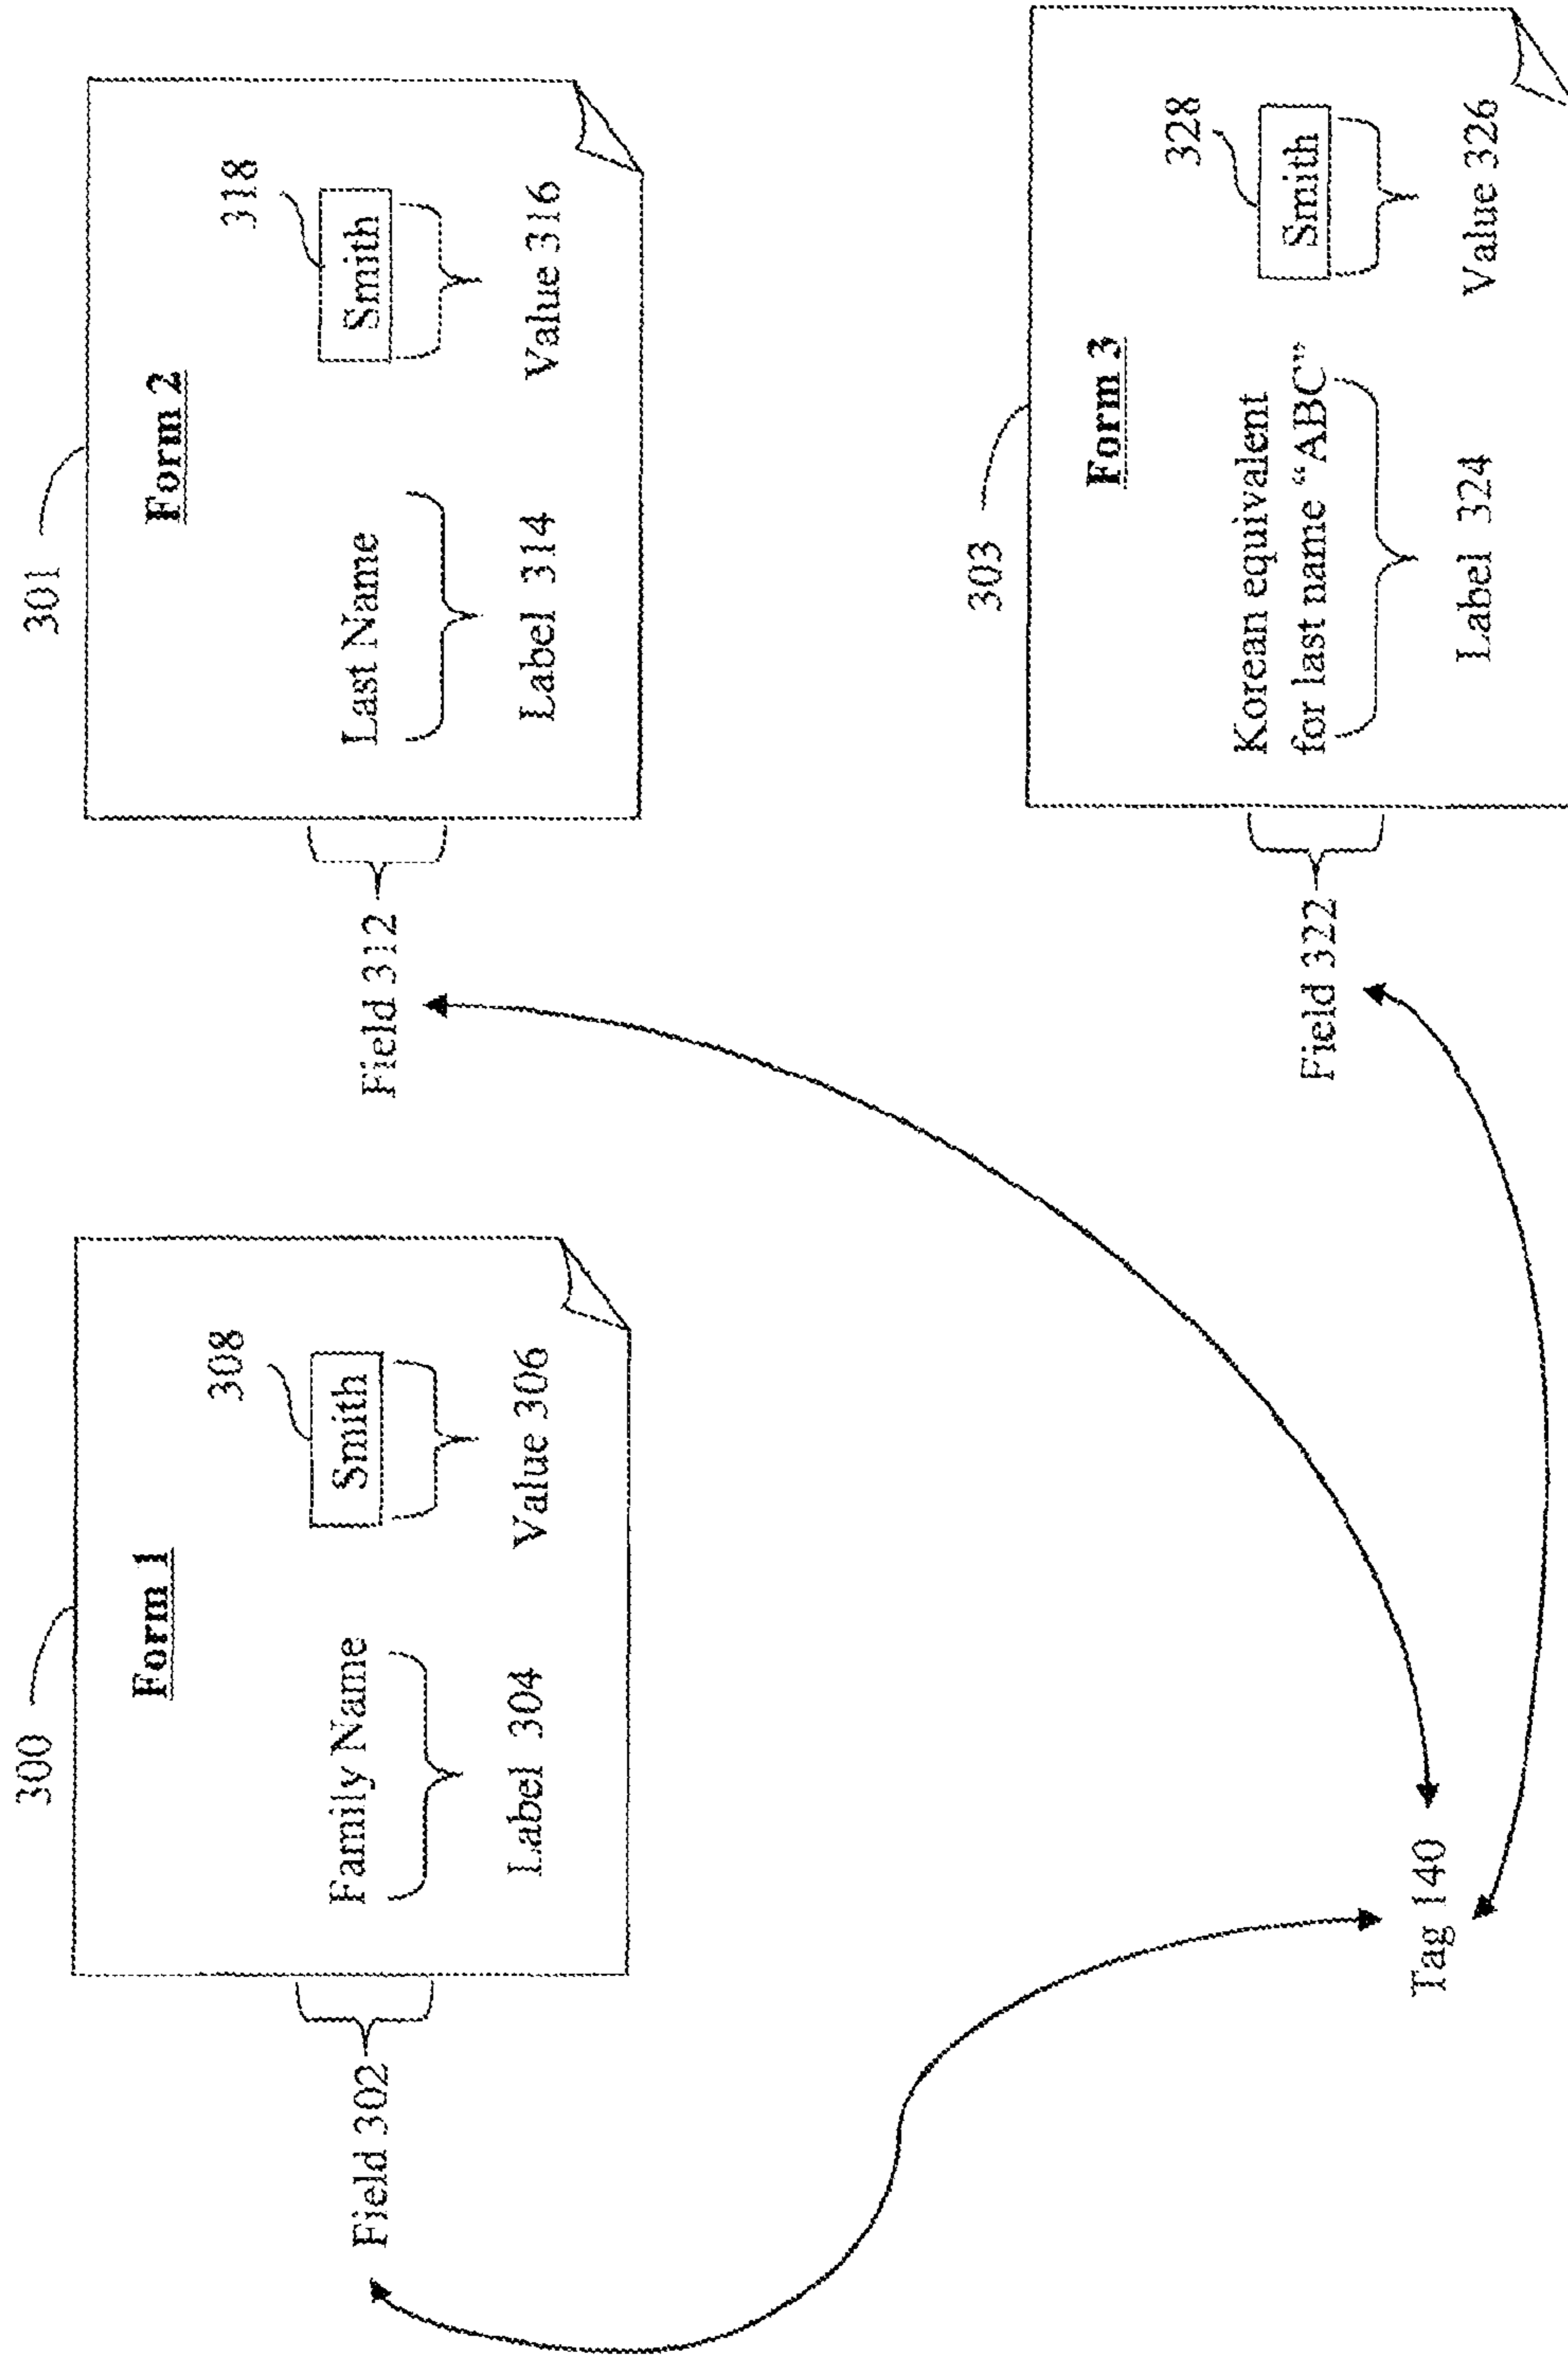 300
Form 1
308
Family Name
Smith
Label 304
Value 306
Field 302
301
Form 2
318
Last Name
Smith
Label 314
Value 316
Field 312
303
Form 3
328
Korean equivalent
for last name “ABC”
Smith
Label 324
Value 326
Field 322
Tag 140